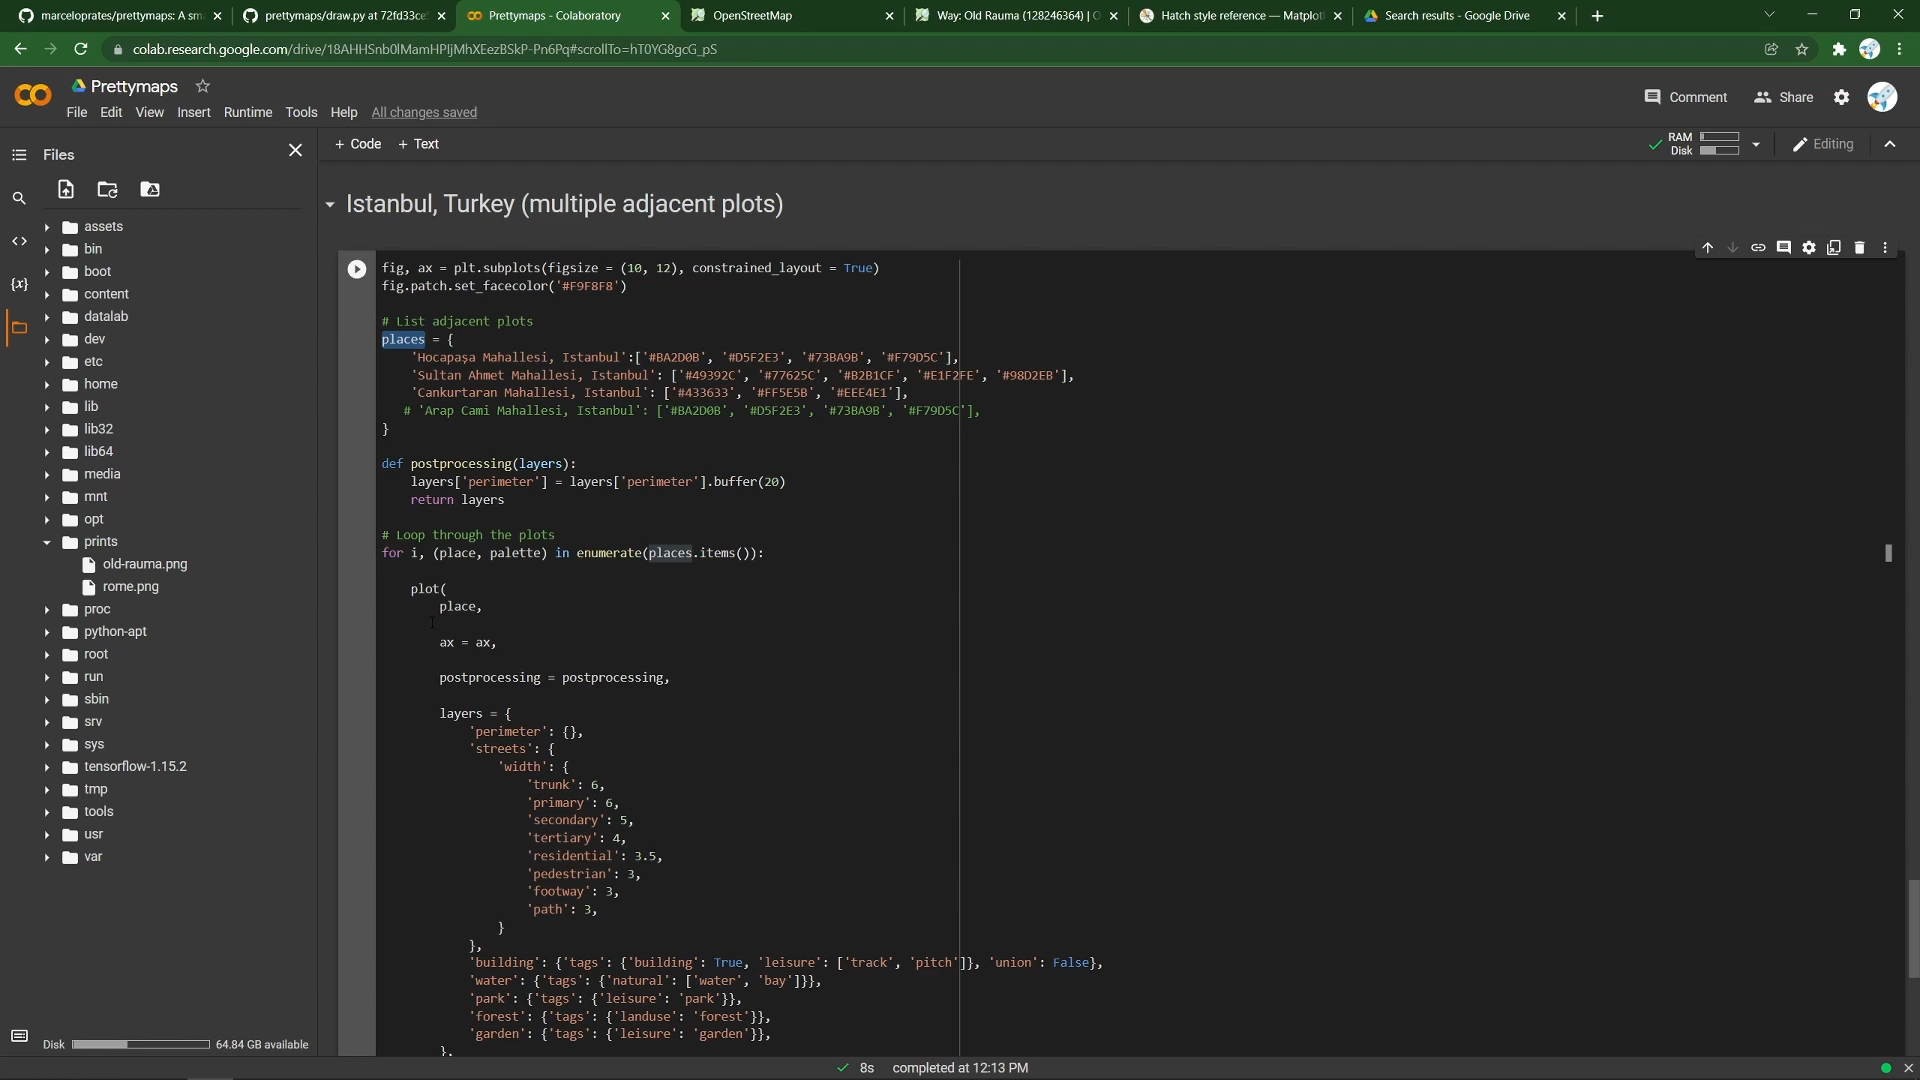 marceloprates/prettymaps: A sma
prettymaps/draw.py at 72fd33ce
Prettymaps - Colaboratory
OpenStreetMap
Way: Old Rauma (128246364) | O
Hatch style reference — Matplotl
Search results - Google Drive
colab.research.google.com/drive/18AHHSnb0lMamHPIjMhXEezBSkP-Pn6Pq#scrollTo=hT0YG8gcG_pS
Prettymaps
File Edit View Insert Runtime Tools Help All changes saved
Comment Share
Files
+ Code + Text
RAM
Disk
Editing
assets
bin
boot
content
datalab
dev
etc
home
lib
lib32
lib64
media
mnt
opt
prints
old-rauma.png
rome.png
proc
python-apt
root
run
sbin
srv
sys
tensorflow-1.15.2
tmp
tools
usr
var
Disk 64.84 GB available
Istanbul, Turkey (multiple adjacent plots)
fig, ax = plt.subplots(figsize = (10, 12), constrained_layout = True)
fig.patch.set_facecolor('#F9F8F8')
# List adjacent plots
places = {
'Hocapaşa Mahallesi, Istanbul':['#BA2D0B', '#D5F2E3', '#73BA9B', '#F79D5C'],
'Sultan Ahmet Mahallesi, Istanbul': ['#49392C', '#77625C', '#B2B1CF', '#E1F2FE', '#98D2EB'],
'Cankurtaran Mahallesi, Istanbul': ['#433633', '#FF5E5B', '#EEE4E1'],
# 'Arap Cami Mahallesi, Istanbul': ['#BA2D0B', '#D5F2E3', '#73BA9B', '#F79D5C'],
}
def postprocessing(layers):
layers['perimeter'] = layers['perimeter'].buffer(20)
return layers
# Loop through the plots
for i, (place, palette) in enumerate(places.items()):
plot(
place,
ax = ax,
postprocessing = postprocessing,
layers = {
'perimeter': {},
'streets': {
'width': {
'trunk': 6,
'primary': 6,
'secondary': 5,
'tertiary': 4,
'residential': 3.5,
'pedestrian': 3,
'footway': 3,
'path': 3,
}
},
'building': {'tags': {'building': True, 'leisure': ['track', 'pitch']}, 'union': False},
'water': {'tags': {'natural': ['water', 'bay']}},
'park': {'tags': {'leisure': 'park'}},
'forest': {'tags': {'landuse': 'forest'}},
'garden': {'tags': {'leisure': 'garden'}},
},
8s completed at 12:13 PM